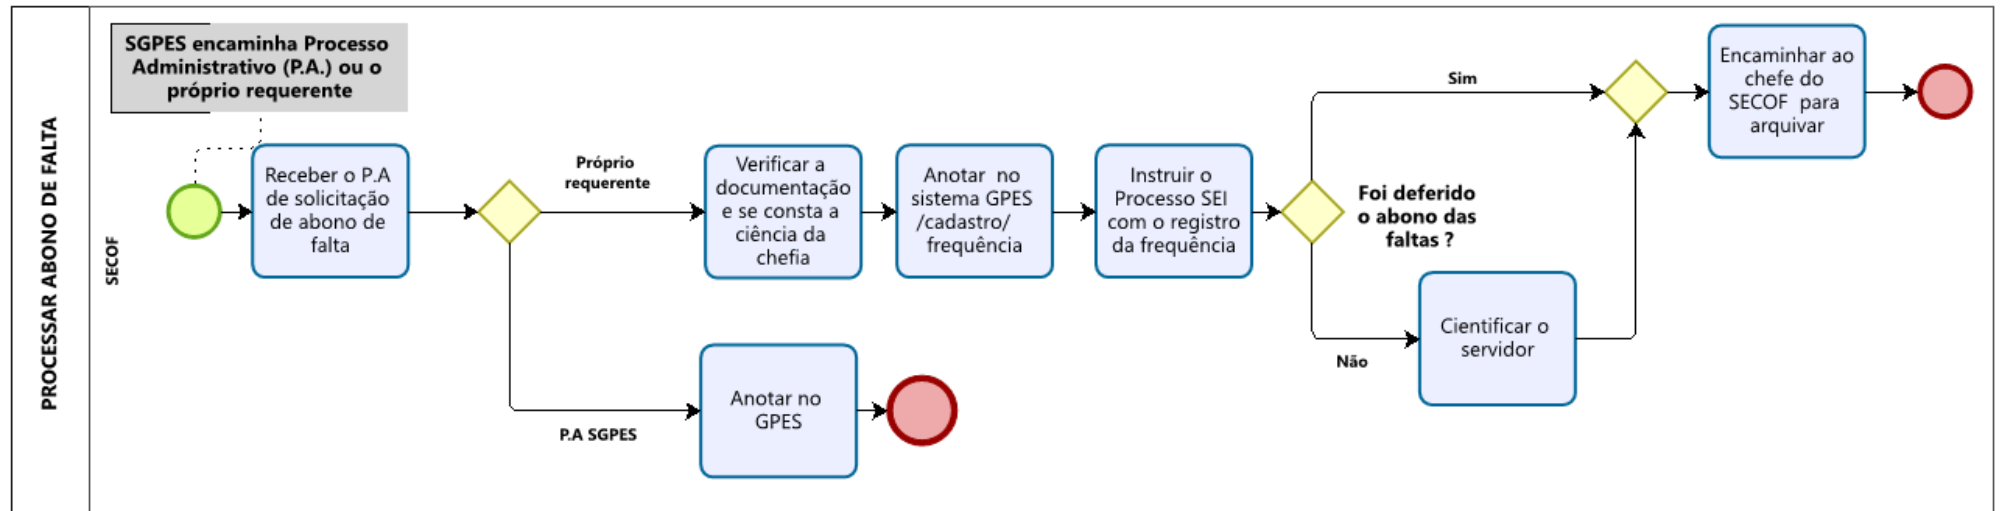 PROCESSAR ABONO DE FALTA
SECOF
SGPES encaminha Processo
Administrativo (P.A.) ou o
próprio requerente
Receber o P.A
de solicitação
de abono de
falta
Próprio
requerente
P.A SGPES
Verificar a
documentação
e se consta a
ciência da
chefia
Anotar no
sistema GPES
/cadastro/
frequência
Instruir o
Processo SEI
com o registro
da frequência
Anotar no
GPES
Foi deferido
o abono das
faltas ?
Sim
Não
Cientificar o
servidor
Encaminhar ao
chefe do
SECOF para
arquivar